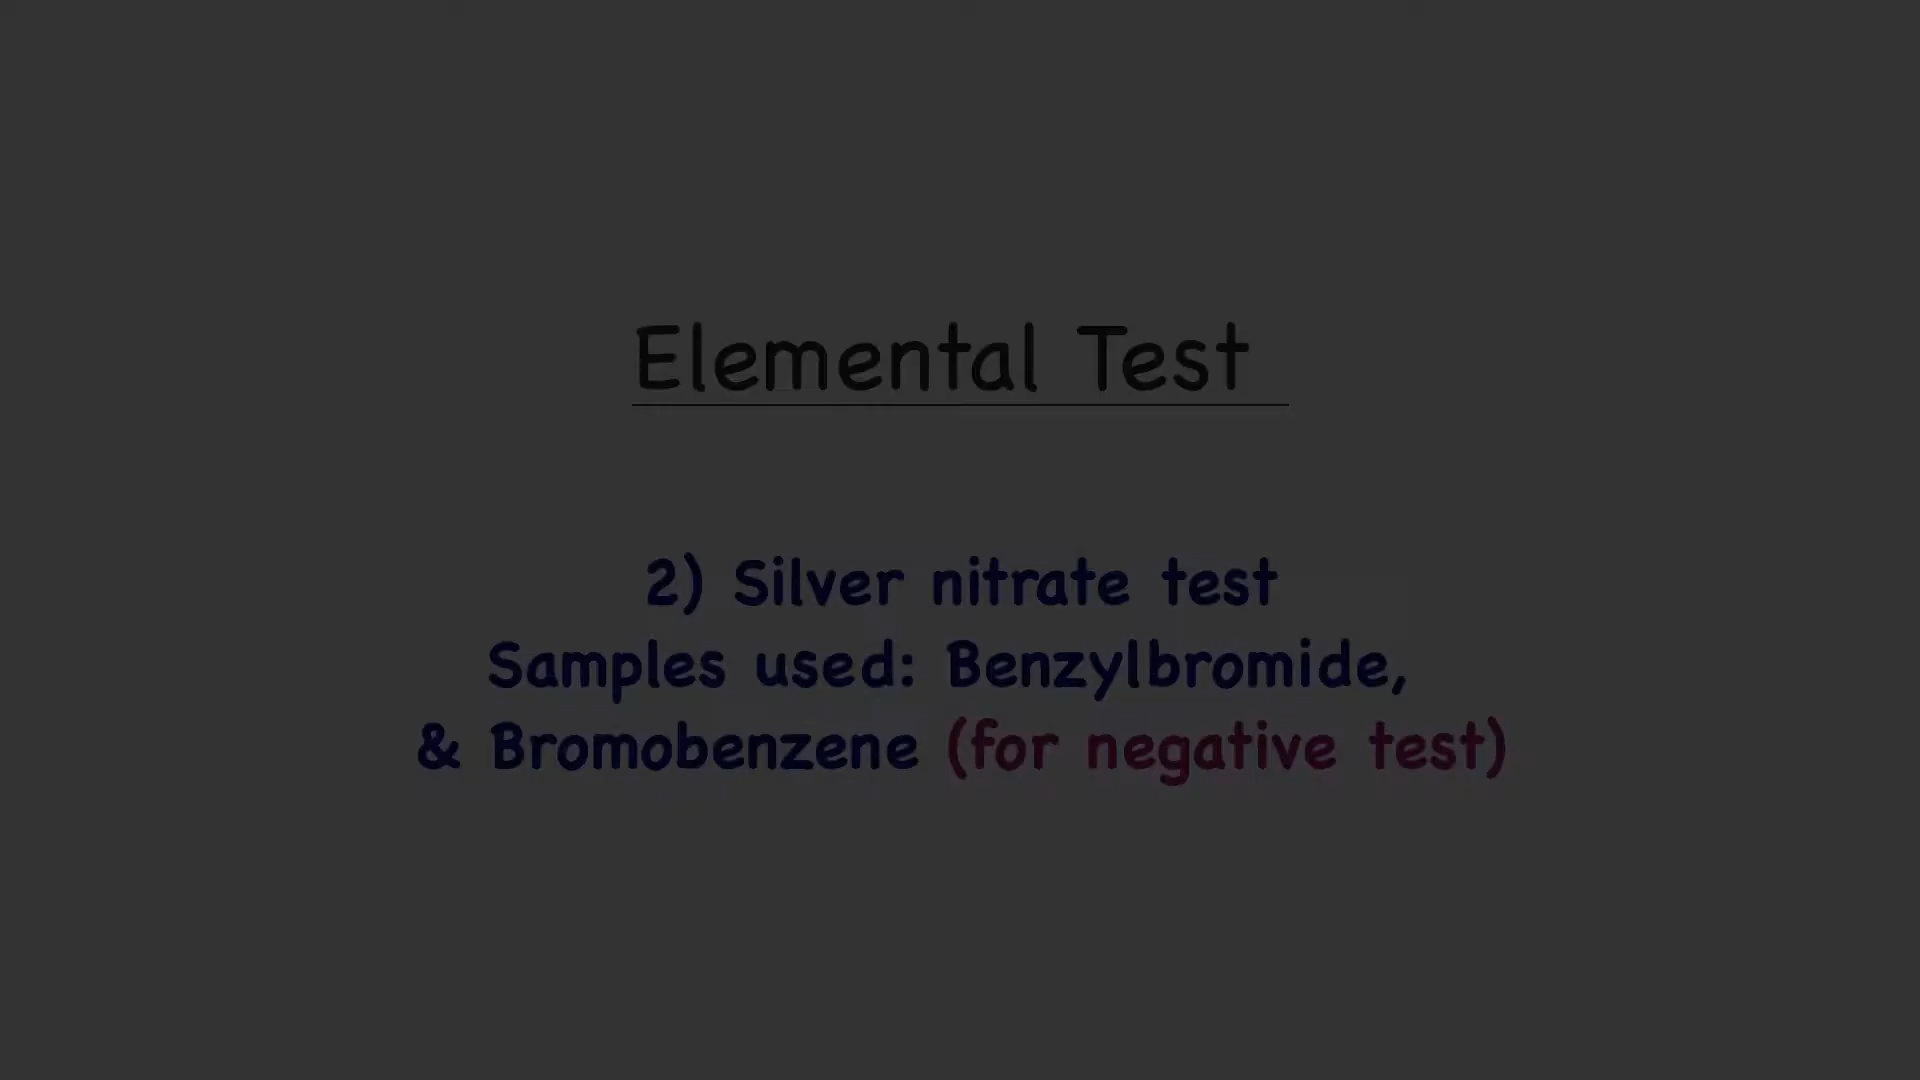 Elemental Test
2) Silver nitrate test
Samples used: Benzylbromide,
& Bromobenzene (for negative test)